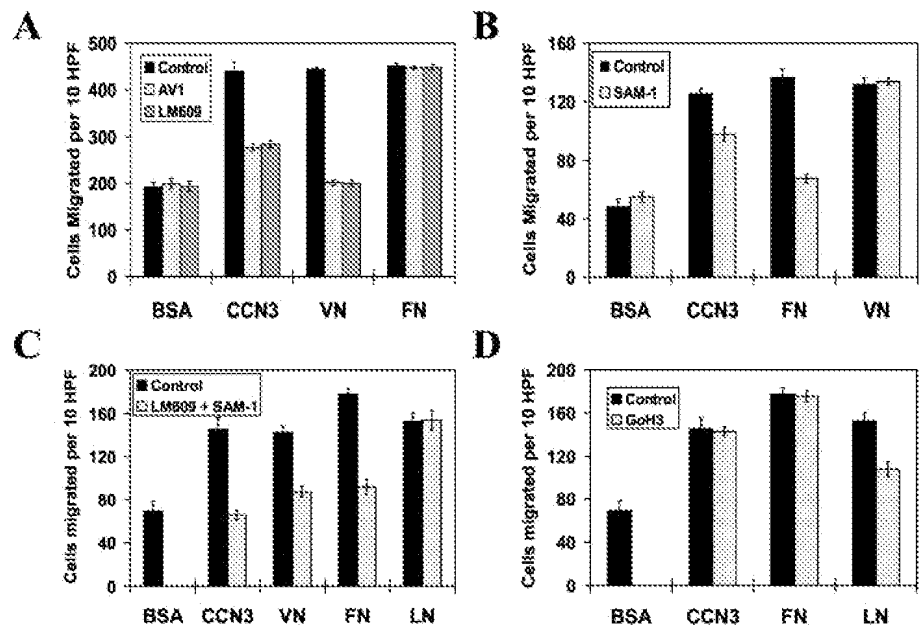 A
Cells Migrated per 10 HPF
500
400
300
200
100
0
Control
AV1
LM609
BSA CCN3 VN FN
B
Cells Migrated per 10 HPF
160
120
80
40
0
Control
SAM-1
BSA CCN3 FN VN
C
Cells migrated per 10 HPF
200
160
120
80
40
0
Control
LM609 + SAM-1
BSA CCN3 VN FN LN
D
Cells migrated per 10 HPF
200
160
120
80
40
0
Control
GoH3
BSA CCN3 FN LN